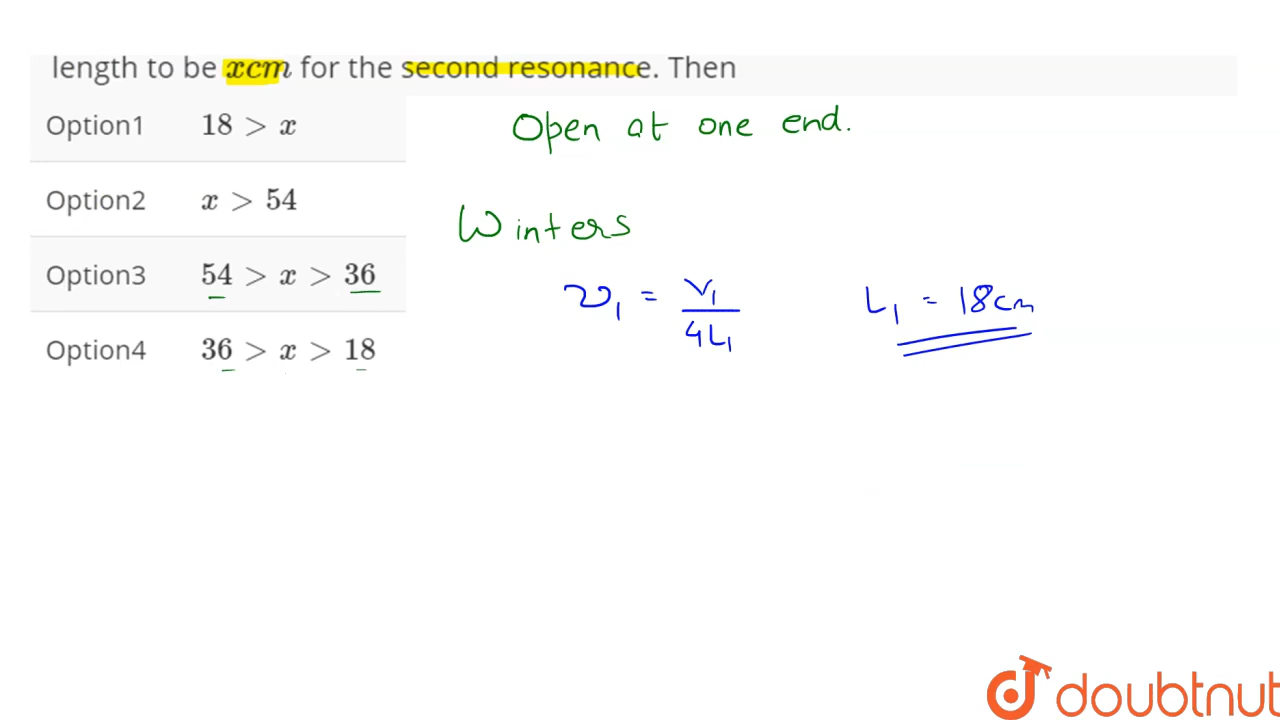 length to be xcm for the second resonance. Then
Option1 18 > x
Option2 x > 54
Option3 54 > x > 36
Option4 36 > x > 18
Open at one end.
Winters
υ₁ = V₁ / 4L₁
L₁ = 18cm
doubtnut